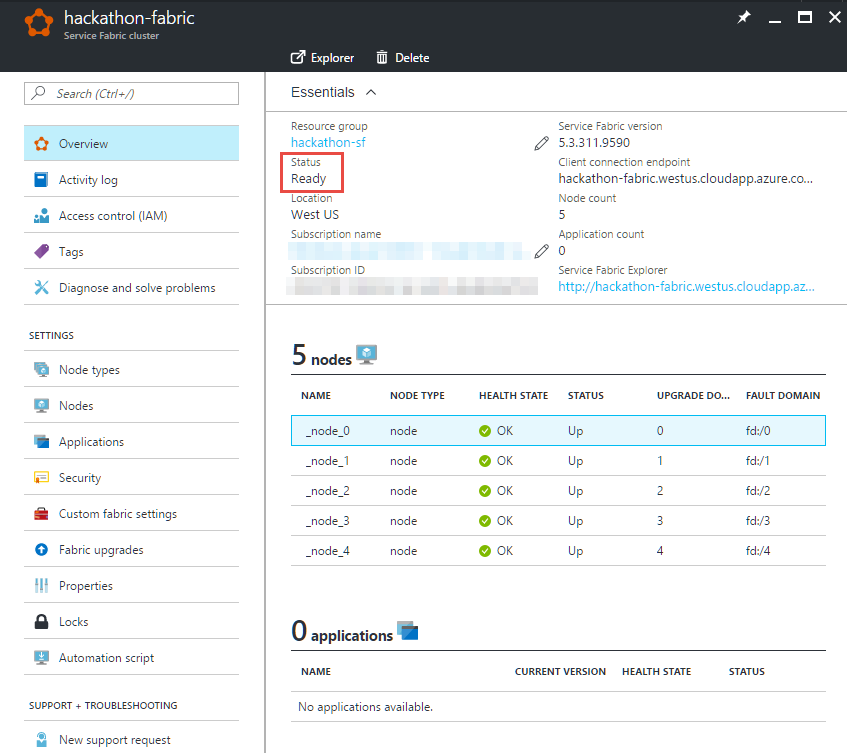 hackathon-fabric
Service Fabric cluster
Explorer
Delete
Search (Ctrl+/)
Overview
Activity log
Access control (IAM)
Tags
Diagnose and solve problems
SETTINGS
Node types
Nodes
Applications
Security
Custom fabric settings
Fabric upgrades
Properties
Locks
Automation script
SUPPORT + TROUBLESHOOTING
New support request
Essentials
Resource group
hackathon-sf
Status
Ready
Location
West US
Subscription name
Subscription ID
Service Fabric version
5.3.311.9590
Client connection endpoint
hackathon-fabric.westus.cloudapp.azure.co...
Node count
5
Application count
0
Service Fabric Explorer
http://hackathon-fabric.westus.cloudapp.az...
5 nodes
NAME NODE TYPE HEALTH STATE STATUS UPGRADE DO... FAULT DOMAIN
_node_0 node OK Up 0 fd:/0
_node_1 node OK Up 1 fd:/1
_node_2 node OK Up 2 fd:/2
_node_3 node OK Up 3 fd:/3
_node_4 node OK Up 4 fd:/4
0 applications
NAME CURRENT VERSION HEALTH STATE STATUS
No applications available.